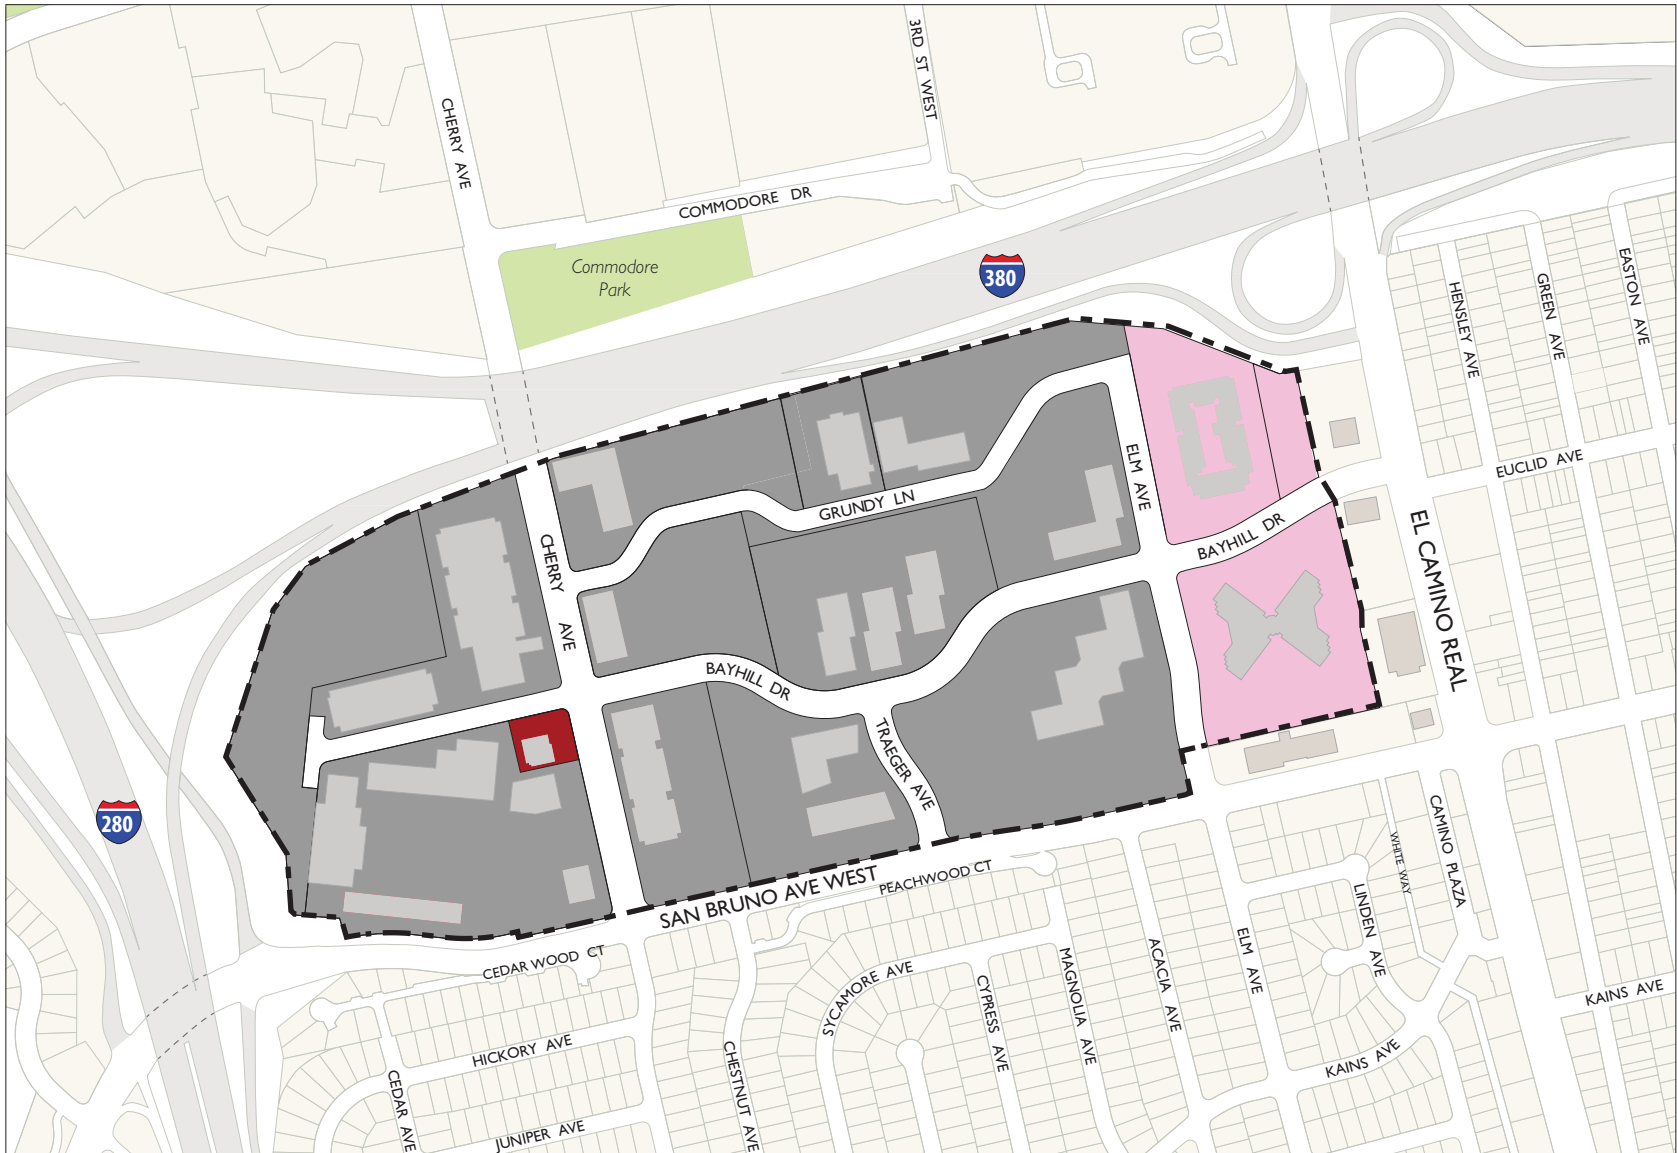 3RD ST WEST
CHERRY AVE
COMMODORE DR
Commodore
Park
380
EASTON AVE
GREEN AVE
HENSLEY AVE
EUCLID AVE
ELM AVE
GRUNDY LN
BAYHILL DR
EL CAMINO REAL
CHERRY AVE
BAYHILL DR
TRAEGER AVE
280
SAN BRUNO AVE WEST
PEACHWOOD CT
CAMINO PLAZA
WHITE WAY
LINDEN AVE
CEDAR WOOD CT
SYCAMORE AVE
CYPRESS AVE
MAGNOLIA AVE
ACACIA AVE
ELM AVE
KAINS AVE
KAINS AVE
HICKORY AVE
CHESTNUT AVE
CEDAR AVE
JUNIPER AVE